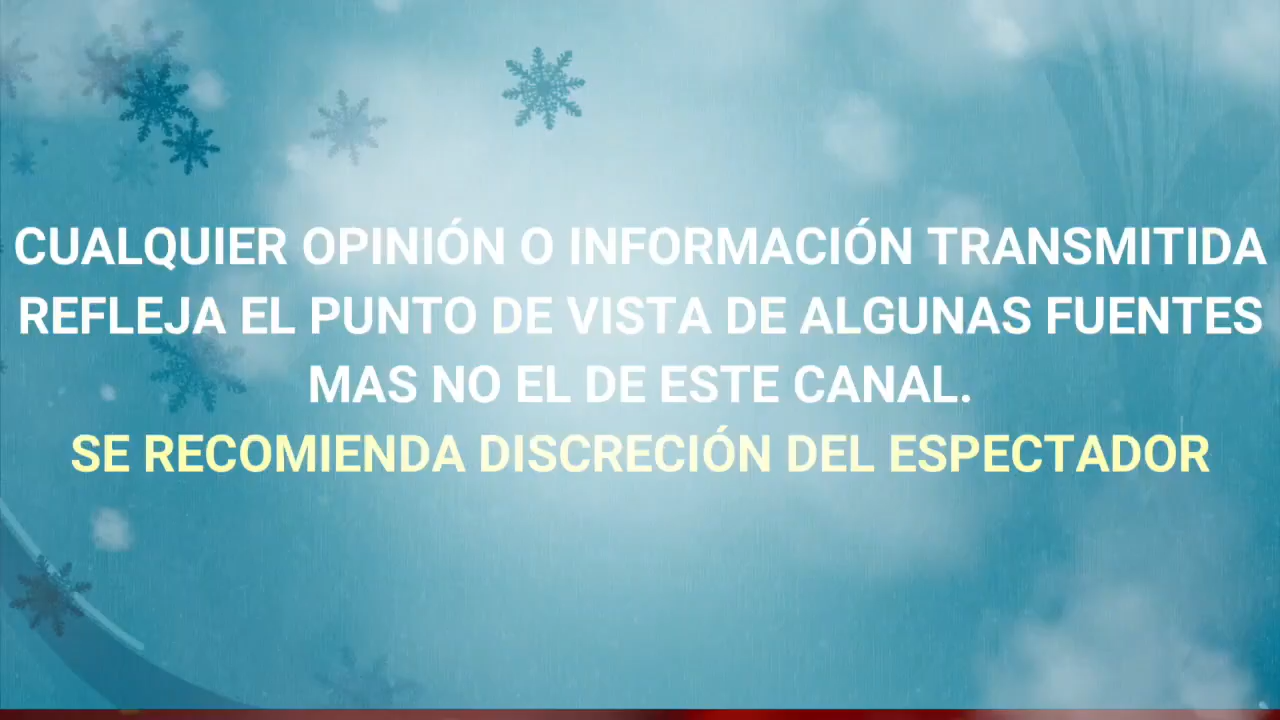 CUALQUIER OPINIÓN O INFORMACIÓN TRANSMITIDA
REFLEJA EL PUNTO DE VISTA DE ALGUNAS FUENTES
MAS NO EL DE ESTE CANAL.
SE RECOMIENDA DISCRECIÓN DEL ESPECTADOR